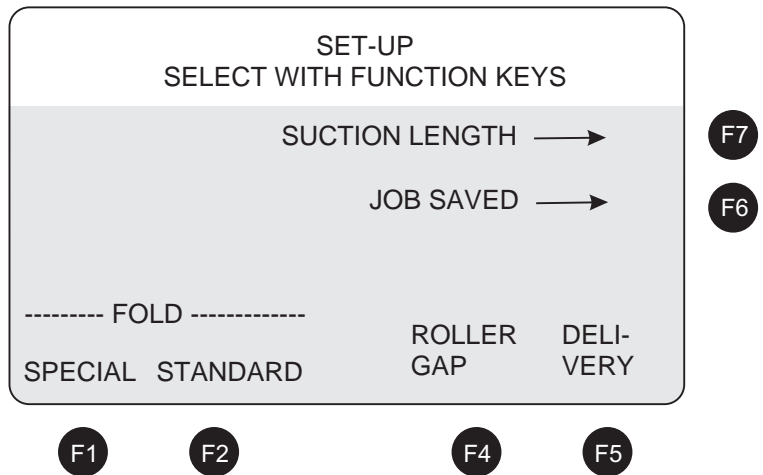 SET-UP
SELECT WITH FUNCTION KEYS
SUCTION LENGTH
F7
JOB SAVED
F6
--------- FOLD -------------
SPECIAL STANDARD
ROLLER
GAP
DELI-
VERY
F1 F2 F4 F5